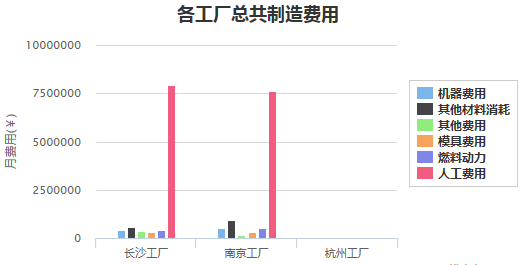 各工厂总共制造费用
10000000
7500000
5000000
2500000
0
月费用(¥)
长沙工厂
南京工厂
杭州工厂
机器费用
其他材料消耗
其他费用
模具费用
燃料动力
人工费用